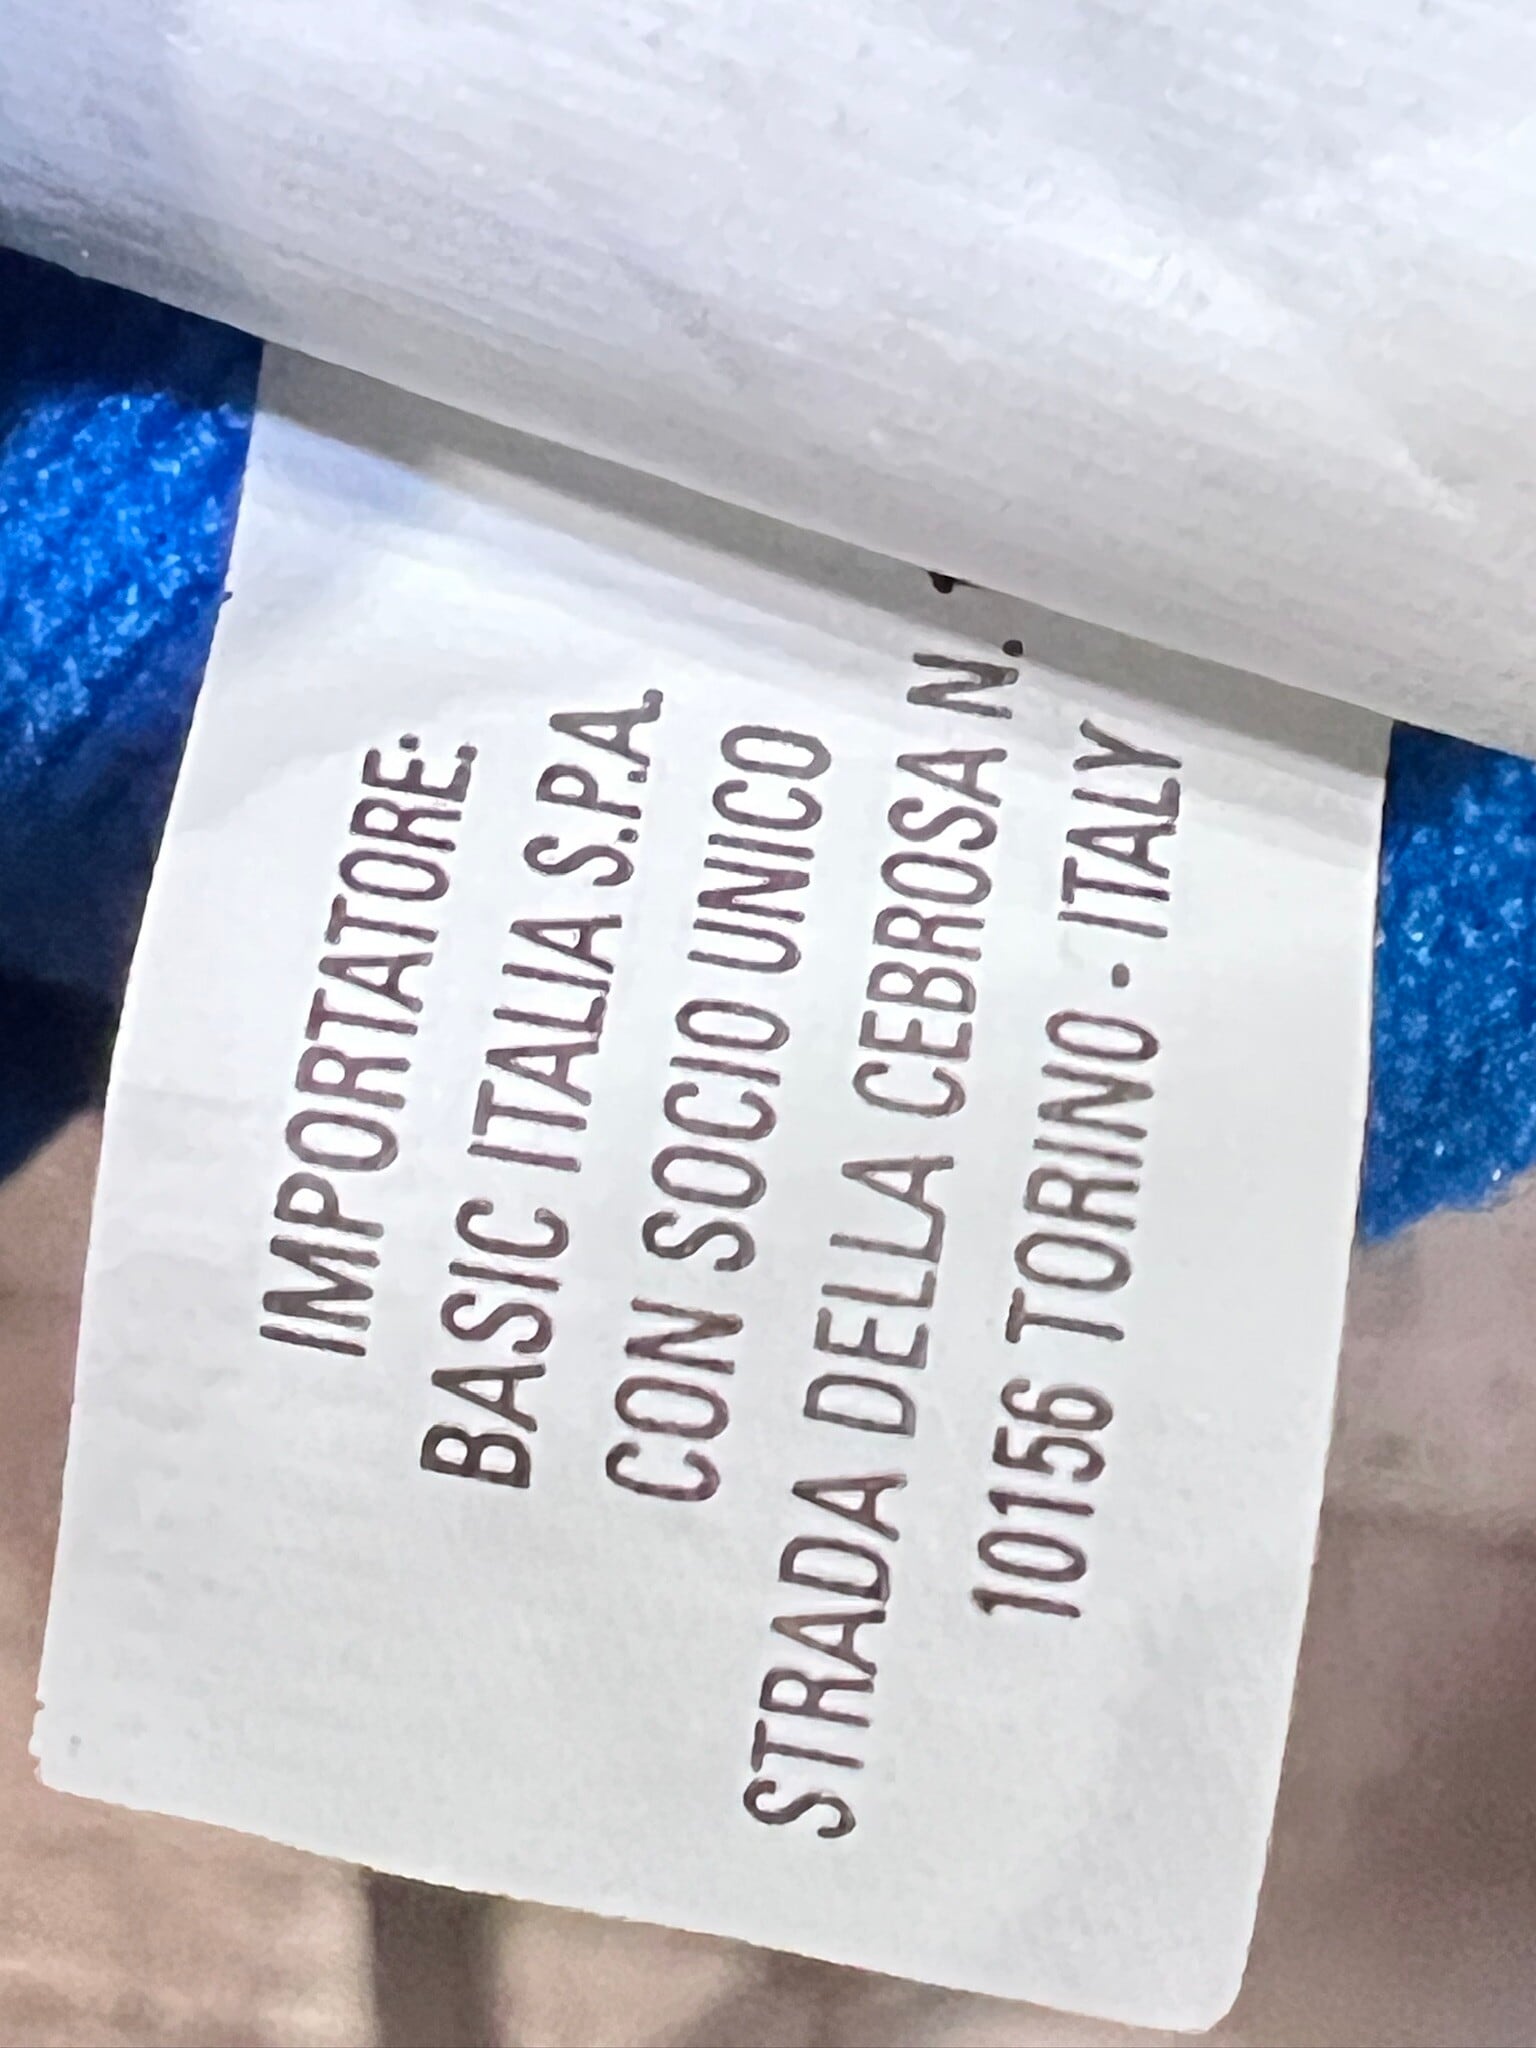 IMPORTATORE:
BASIC ITALIA S.P.A.
CON SOCIO UNICO
STRADA DELLA CEBROSA N.
10156 TORINO - ITALY